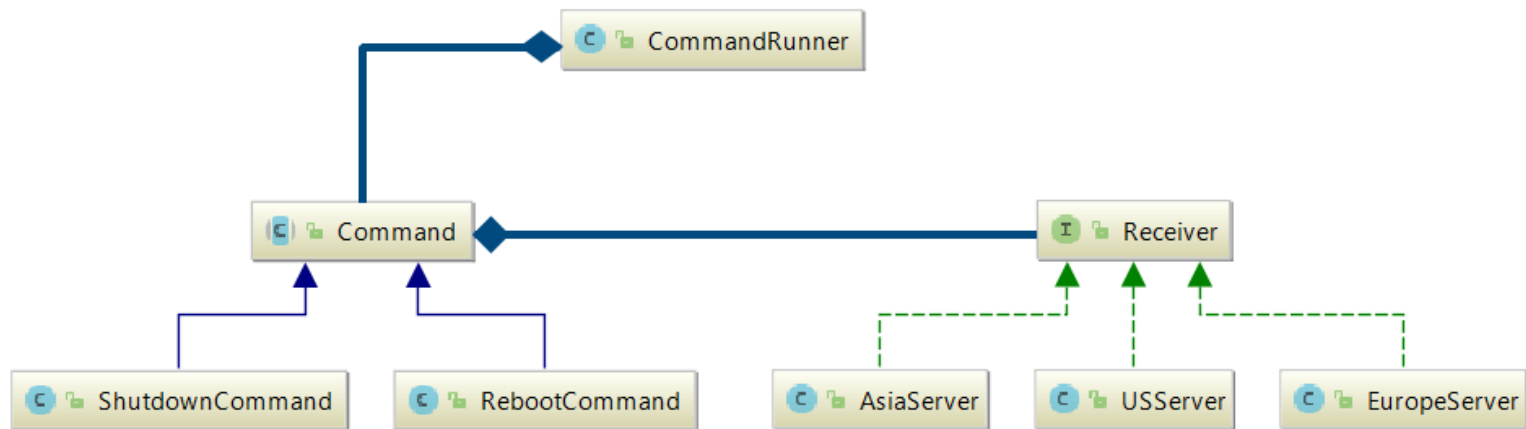 C CommandRunner
C Command
I Receiver
C ShutdownCommand
C RebootCommand
C AsiaServer
C USServer
C EuropeServer